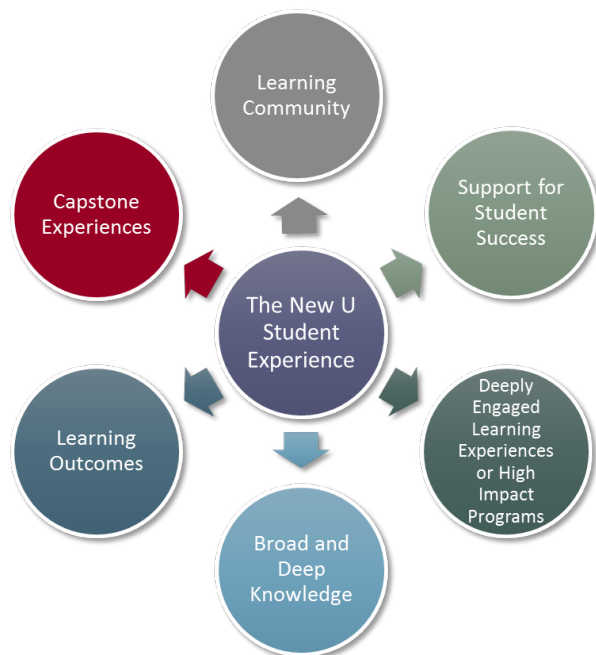 Learning
Community
Capstone
Experiences
Support for
Student
Success
The New U
Student
Experience
Learning
Outcomes
Deeply
Engaged
Learning
Experiences
or High
Impact
Programs
Broad and
Deep
Knowledge